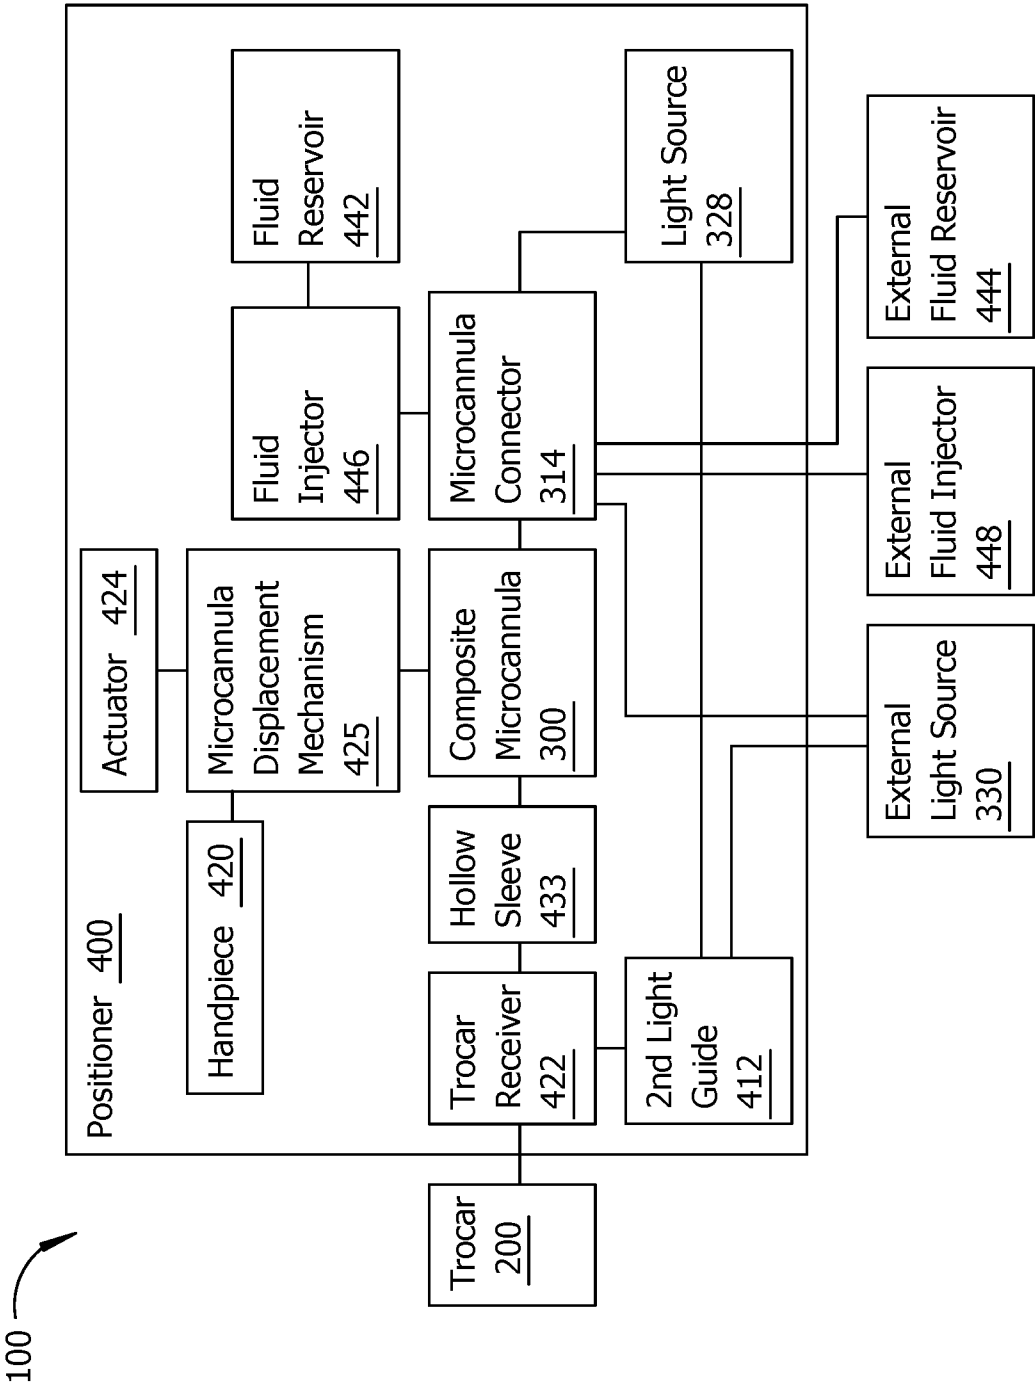 100
Positioner 400
Actuator 424
Handpiece 420
Microcannula
Displacement
Mechanism
425
Fluid
Injector
446
Fluid
Reservoir
442
Trocar
200
Trocar
Receiver
422
Hollow
Sleeve
433
Composite
Microcannula
300
Microcannula
Connector
314
2nd Light
Guide
412
Light Source
328
External
Light Source
330
External
Fluid Injector
448
External
Fluid Reservoir
444